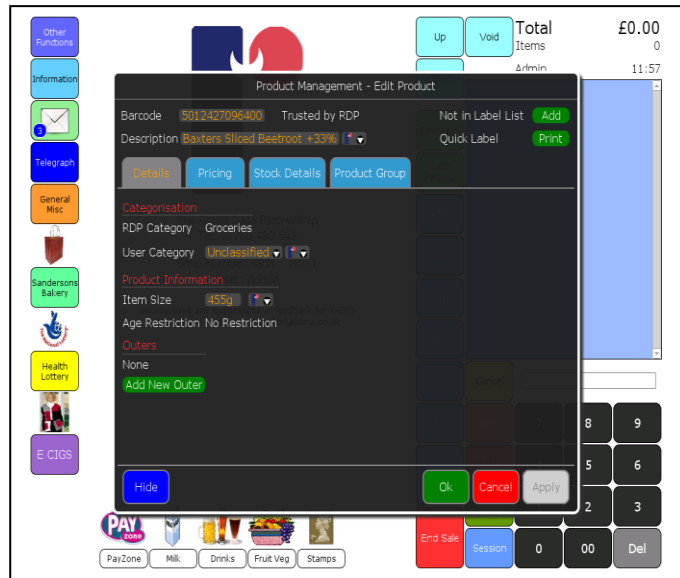 Other
Functions
Up
Void
Total
£0.00
Items
0
Information
Admin
11:57
Product Management - Edit Product
Barcode 5012427096400 Trusted by RDP
Not in Label List Add
3
Description Baxters Sliced Beetroot +33%
Quick Label Print
Telegraph
Details
Pricing
Stock Details
Product Group
General
Misc
Categorisation
RDP Category Groceries
User Category Unclassified
Sandersons
Bakery
Product Information
Item Size 455g
Age Restriction No Restriction
Outers
None
Health
Lottery
Add New Outer
Cancel
8
9
E CIGS
5
6
Hide
Ok
Cancel
Apply
2
3
PAY
zone
End Sale
Session
0
00
Del
PayZone
Milk
Drinks
Fruit Veg
Stamps